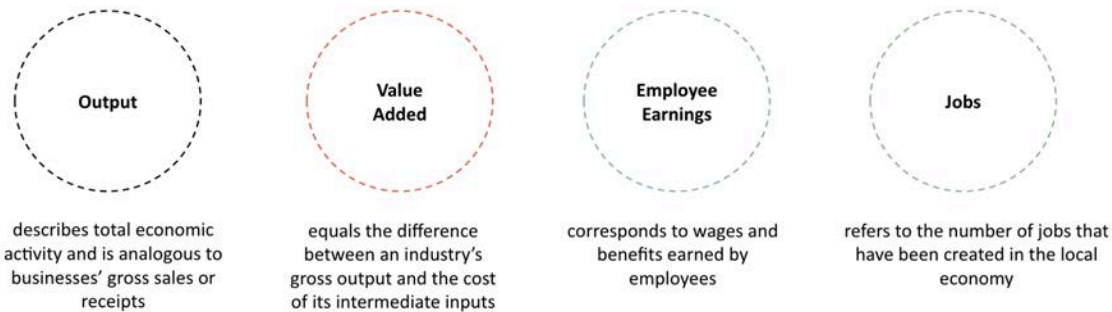 Output
describes total economic
activity and is analogous to
businesses’ gross sales or
receipts
Value
Added
equals the difference
between an industry’s
gross output and the cost
of its intermediate inputs
Employee
Earnings
corresponds to wages and
benefits earned by
employees
Jobs
refers to the number of jobs that
have been created in the local
economy